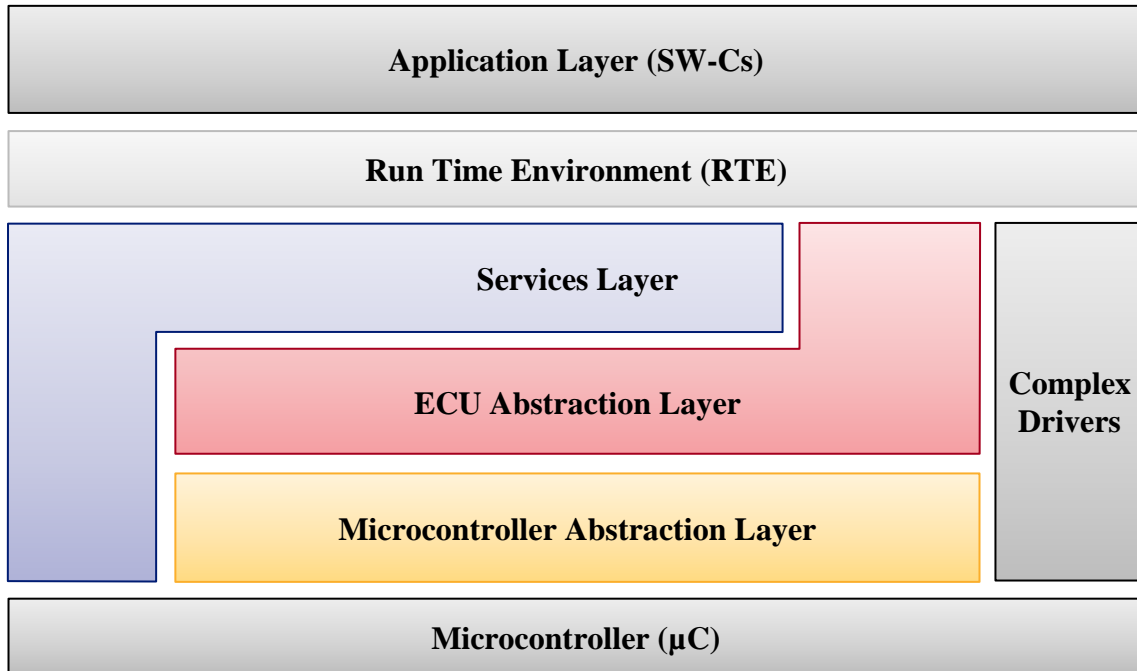 Application Layer (SW-Cs)
Run Time Environment (RTE)
Services Layer
ECU Abstraction Layer
Complex
Drivers
Microcontroller Abstraction Layer
Microcontroller (µC)